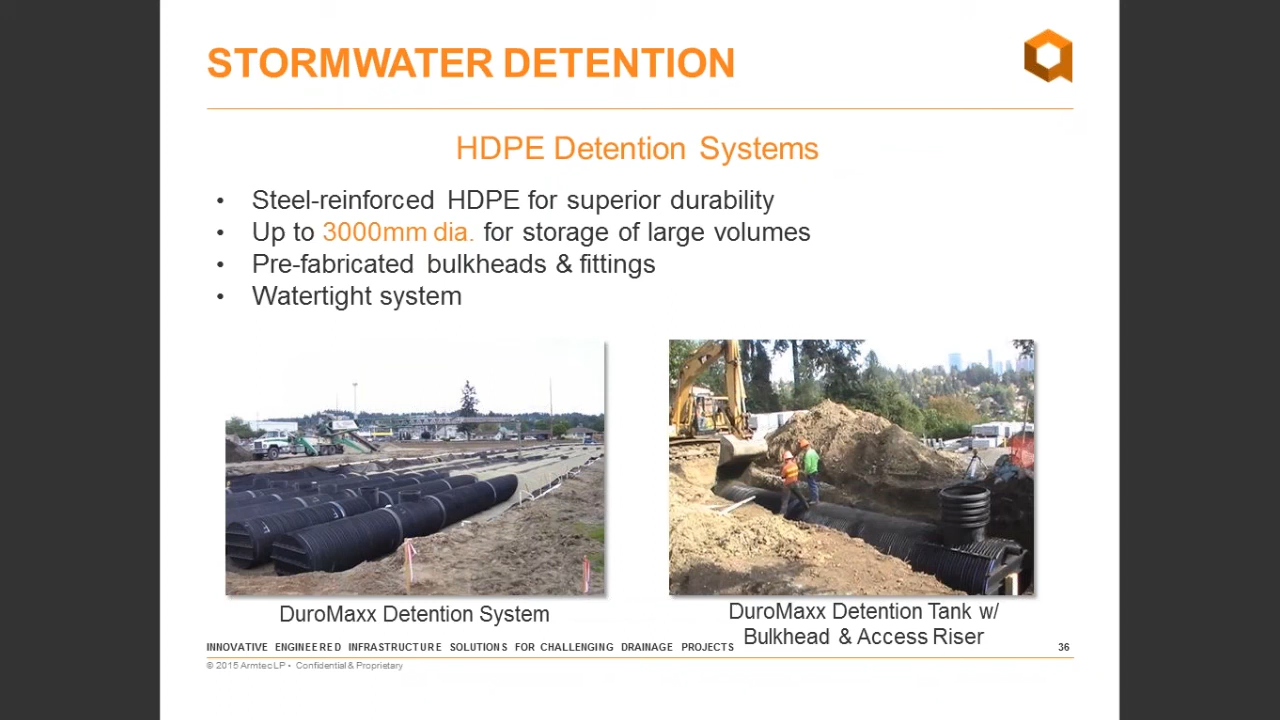 STORMWATER DETENTION
HDPE Detention Systems
• Steel-reinforced HDPE for superior durability
• Up to 3000mm dia. for storage of large volumes
• Pre-fabricated bulkheads & fittings
• Watertight system
DuroMaxx Detention System
DuroMaxx Detention Tank w/
Bulkhead & Access Riser
INNOVATIVE ENGINEERED INFRASTRUCTURE SOLUTIONS FOR CHALLENGING DRAINAGE PROJECTS
36
© 2015 Armtec LP • Confidential & Proprietary